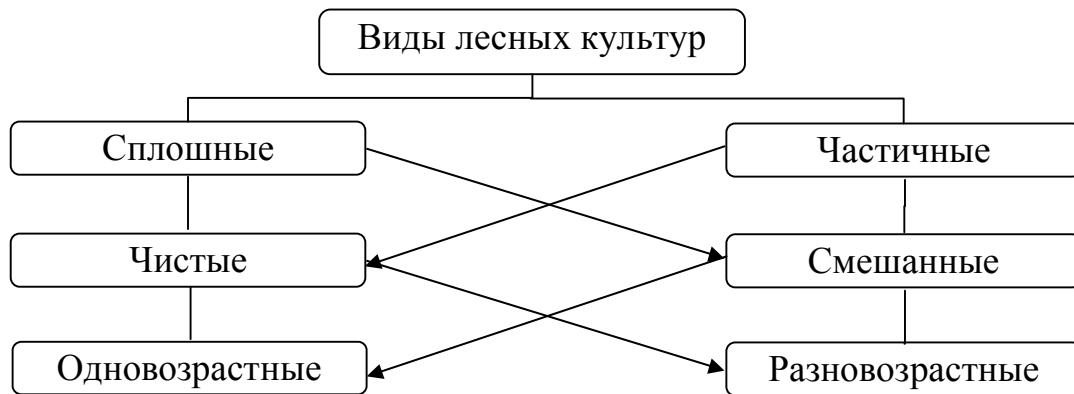 Виды лесных культур
Сплошные
Частичные
Чистые
Смешанные
Одновозрастные
Разновозрастные